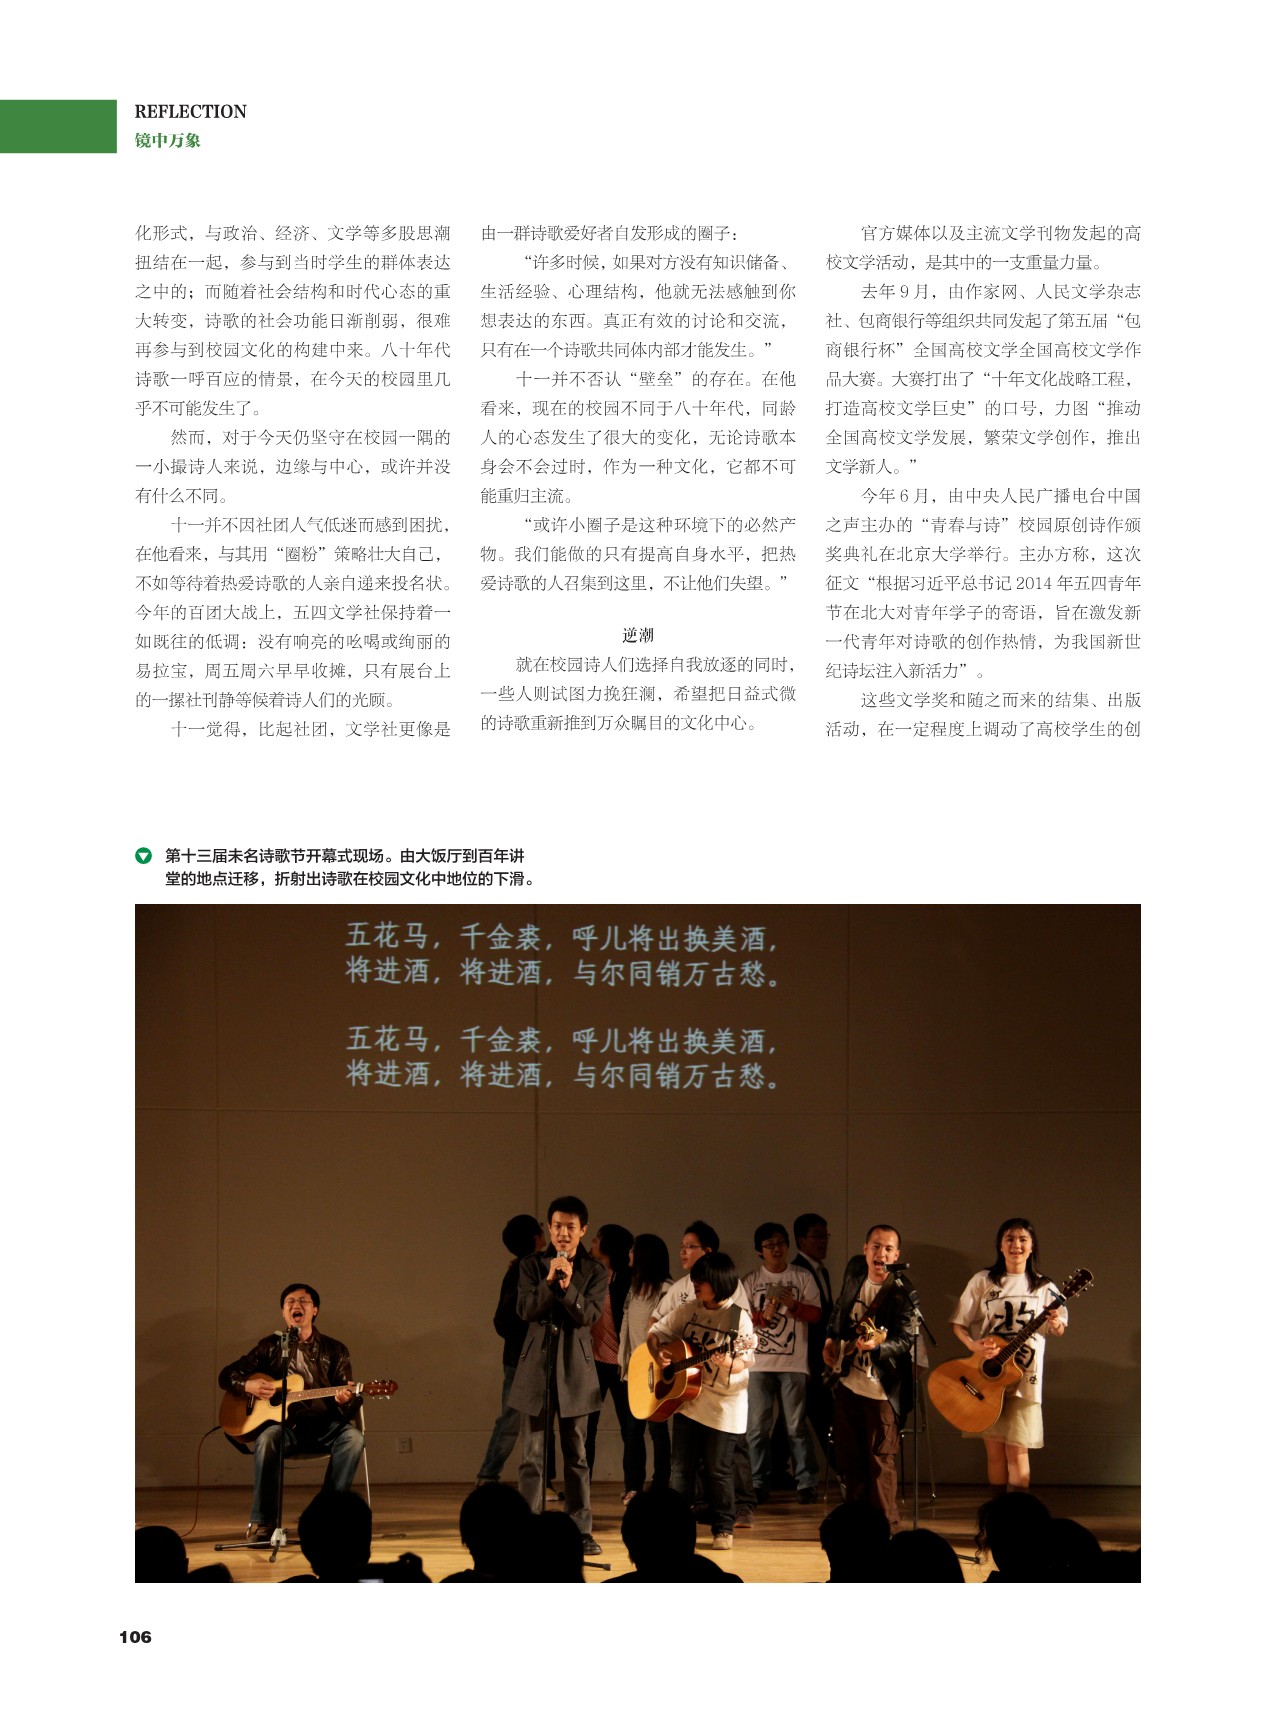 REFLECTION
镜中万象
化形式，与政治、经济、文学等多股思潮
扭结在一起，参与到当时学生的群体表达
之中的；而随着社会结构和时代心态的重
大转变，诗歌的社会功能日渐削弱，很难
再参与到校园文化的构建中来。八十年代
诗歌一呼百应的情景，在今天的校园里几
乎不可能发生了。
然而，对于今天仍坚守在校园一隅的
一小撮诗人来说，边缘与中心，或许并没
有什么不同。
十一并不因社团人气低迷而感到困扰，
在他看来，与其用“圈粉”策略壮大自己，
不如等待着热爱诗歌的人亲自递来投名状。
今年的百团大战上，五四文学社保持着一
如既往的低调：没有响亮的吆喝或绚丽的
易拉宝，周五周六早早收摊，只有展台上
的一摞社刊静静等候着诗人们的光顾。
十一觉得，比起社团，文学社更像是
由一群诗歌爱好者自发形成的圈子：
“许多时候，如果对方没有知识储备、
生活经验、心理结构，他就无法感触到你
想表达的东西。真正有效的讨论和交流，
只有在一个诗歌共同体内部才能发生。”
十一并不否认“壁垒”的存在。在他
看来，现在的校园不同于八十年代，同龄
人的心态发生了很大的变化，无论诗歌本
身会不会过时，作为一种文化，它都不可
能重归主流。
“或许小圈子是这种环境下的必然产
物。我们能做的只有提高自身水平，把热
爱诗歌的人召集到这里，不让他们失望。”
逆潮
就在校园诗人们选择自我放逐的同时，
一些人则试图力挽狂澜，希望把日益式微
的诗歌重新推到万众瞩目的文化中心。
官方媒体以及主流文学刊物发起的高
校文学活动，是其中的一支重量力量。
去年 9 月，由作家网、人民文学杂志
社、包商银行等组织共同发起了第五届“包
商银行杯”全国高校文学全国高校文学作
品大赛。大赛打出了“十年文化战略工程，
打造高校文学巨史”的口号，力图“推动
全国高校文学发展，繁荣文学创作，推出
文学新人。”
今年 6 月，由中央人民广播电台中国
之声主办的“青春与诗”校园原创诗作颁
奖典礼在北京大学举行。主办方称，这次
征文“根据习近平总书记 2014 年五四青年
节在北大对青年学子的寄语，旨在激发新
一代青年对诗歌的创作热情，为我国新世
纪诗坛注入新活力”。
这些文学奖和随之而来的结集、出版
活动，在一定程度上调动了高校学生的创
第十三届未名诗歌节开幕式现场。由大饭厅到百年讲
堂的地点迁移，折射出诗歌在校园文化中地位的下滑。
五花马，千金裘，呼儿将出换美酒，
将进酒，将进酒，与尔同销万古愁。
五花马，千金裘，呼儿将出换美酒，
将进酒，将进酒，与尔同销万古愁。
106